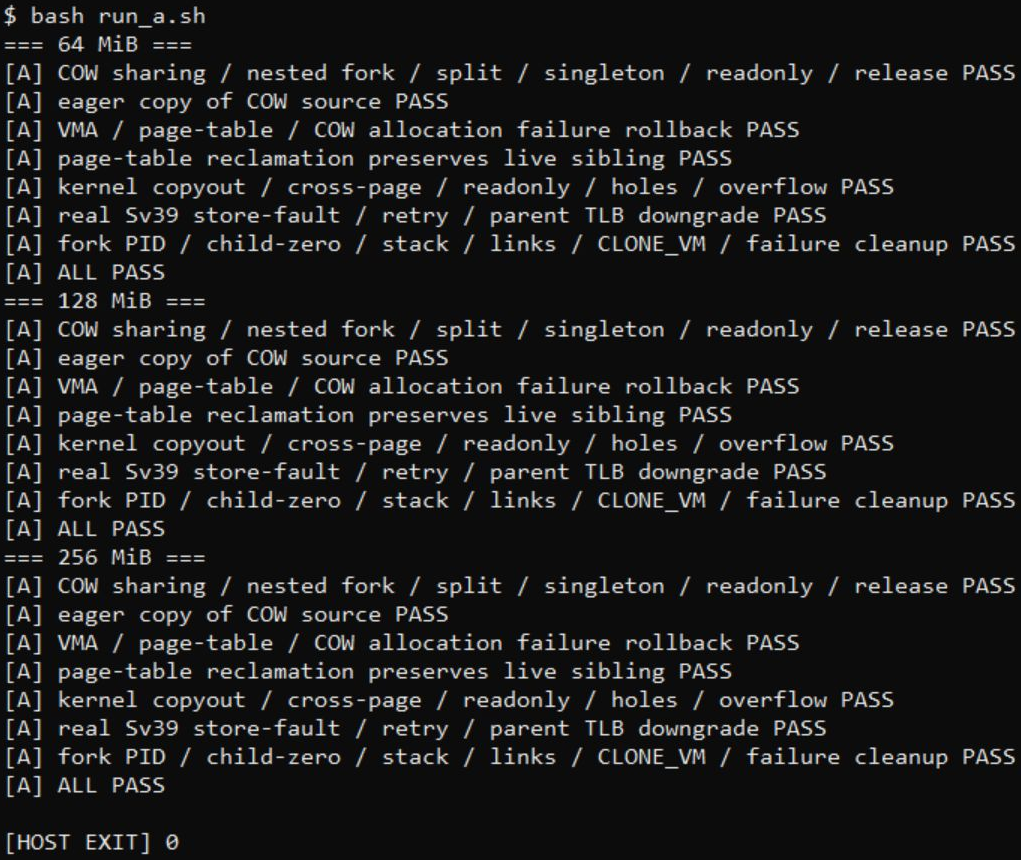 $ bash run_a.sh
=== 64 MiB ===
[A] COW sharing / nested fork / split / singleton / readonly / release PASS
[A] eager copy of COW source PASS
[A] VMA / page-table / COW allocation failure rollback PASS
[A] page-table reclamation preserves live sibling PASS
[A] kernel copyout / cross-page / readonly / holes / overflow PASS
[A] real Sv39 store-fault / retry / parent TLB downgrade PASS
[A] fork PID / child-zero / stack / links / CLONE_VM / failure cleanup PASS
[A] ALL PASS
=== 128 MiB ===
[A] COW sharing / nested fork / split / singleton / readonly / release PASS
[A] eager copy of COW source PASS
[A] VMA / page-table / COW allocation failure rollback PASS
[A] page-table reclamation preserves live sibling PASS
[A] kernel copyout / cross-page / readonly / holes / overflow PASS
[A] real Sv39 store-fault / retry / parent TLB downgrade PASS
[A] fork PID / child-zero / stack / links / CLONE_VM / failure cleanup PASS
[A] ALL PASS
=== 256 MiB ===
[A] COW sharing / nested fork / split / singleton / readonly / release PASS
[A] eager copy of COW source PASS
[A] VMA / page-table / COW allocation failure rollback PASS
[A] page-table reclamation preserves live sibling PASS
[A] kernel copyout / cross-page / readonly / holes / overflow PASS
[A] real Sv39 store-fault / retry / parent TLB downgrade PASS
[A] fork PID / child-zero / stack / links / CLONE_VM / failure cleanup PASS
[A] ALL PASS
[HOST EXIT] 0